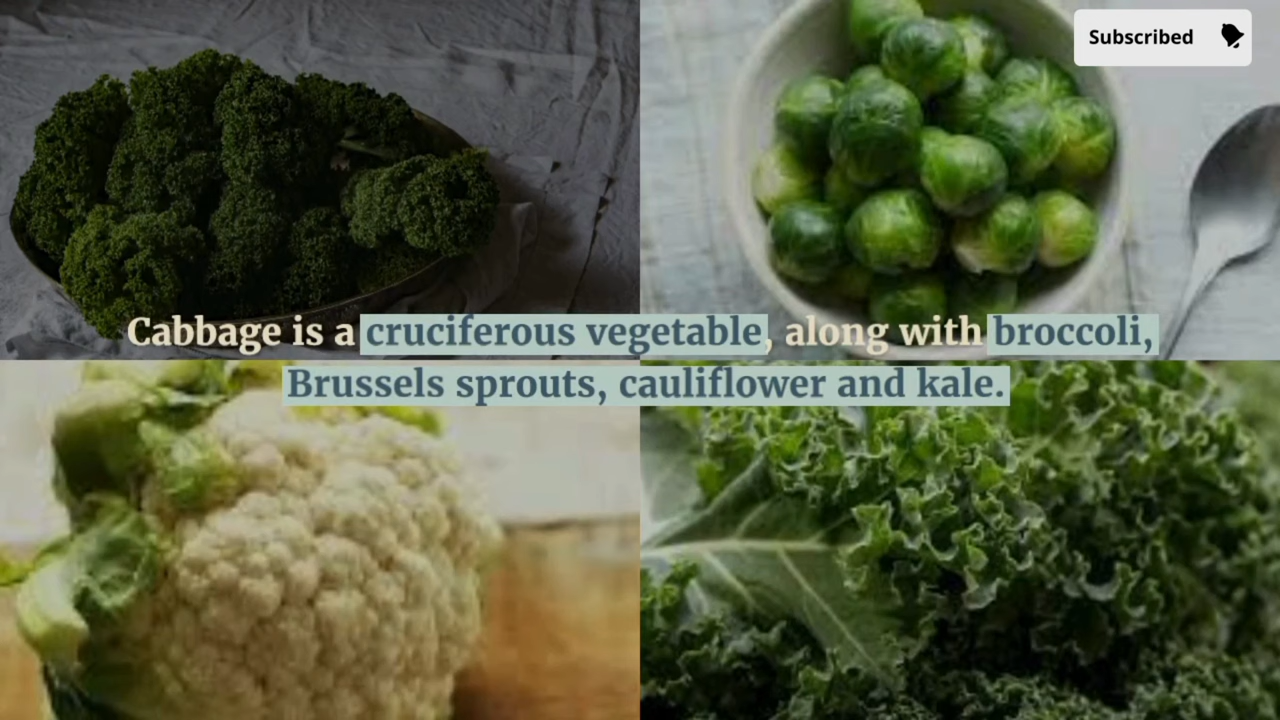 Subscribed
Cabbage is a cruciferous vegetable, along with broccoli,
Brussels sprouts, cauliflower and kale.